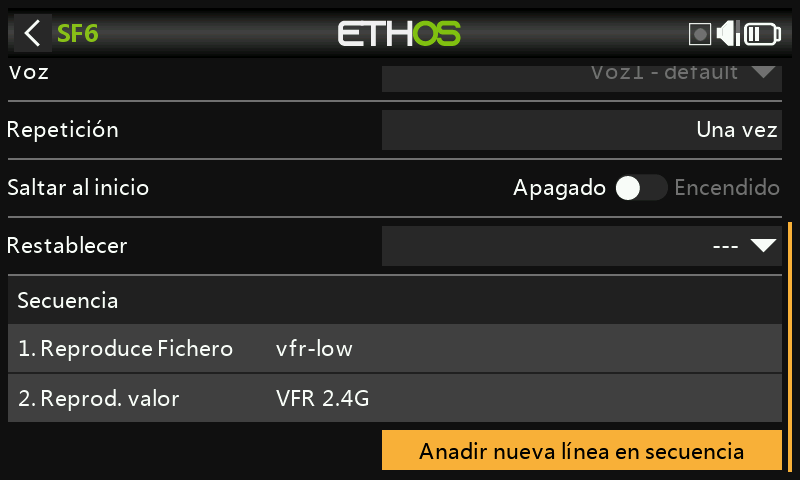 SF6
ETHOS
Voz
Voz1 - default
Repetición
Una vez
Saltar al inicio
Apagado
Encendido
Restablecer
---
Secuencia
1. Reproduce Fichero
vfr-low
2. Reprod. valor
VFR 2.4G
Anadir nueva línea en secuencia